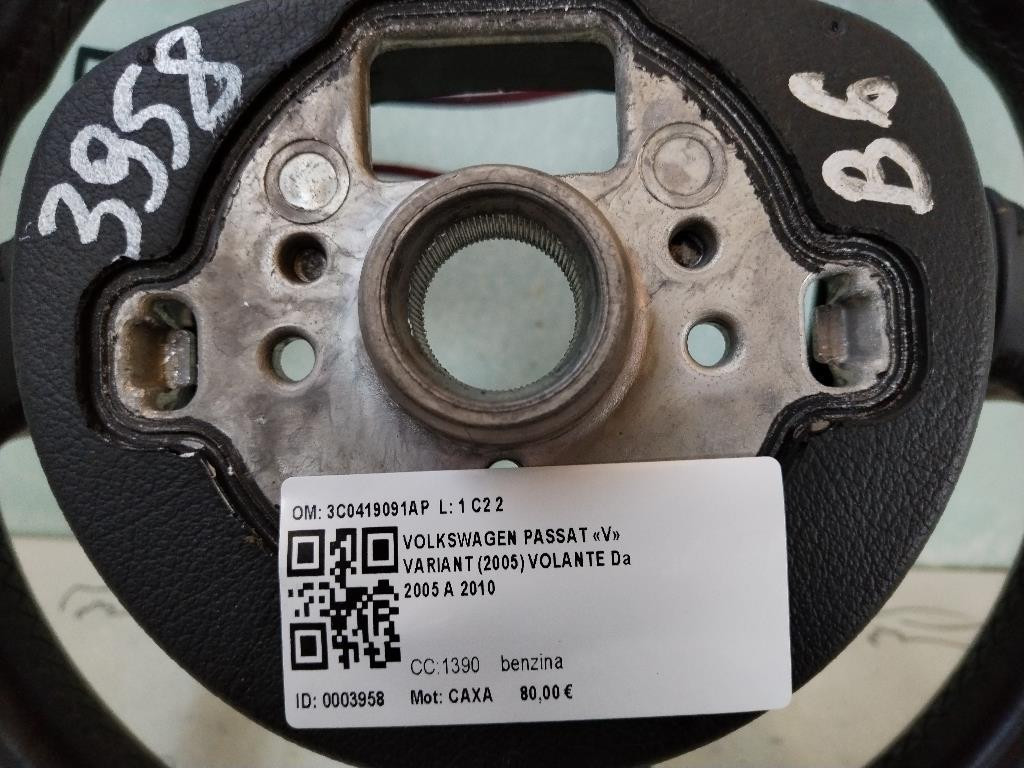 3958
B6
OM: 3C0419091AP L: 1 C2 2
VOLKSWAGEN PASSAT «V»
VARIANT (2005) VOLANTE Da
2005 A 2010
CC:1390 benzina
ID: 0003958 Mot: CAXA 80,00 €